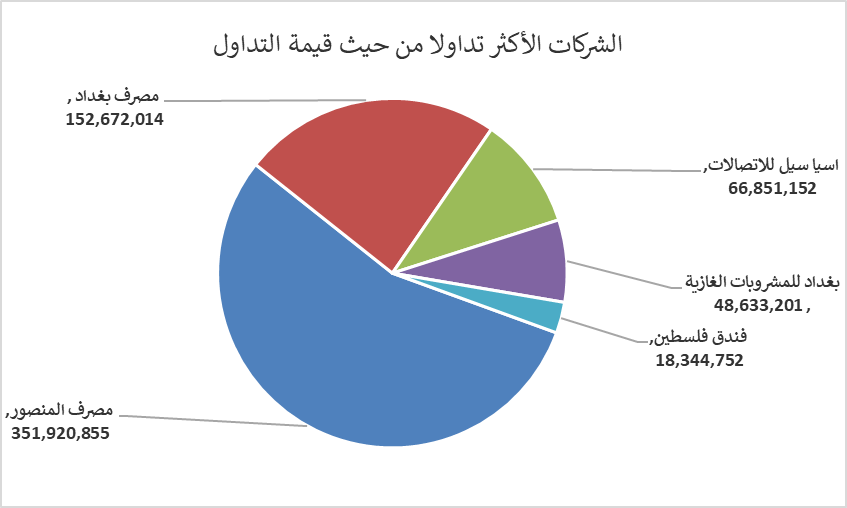 الشركات الأكثر تداولا من حيث قيمة التداول
مصرف بغداد ,
152,672,014
اسيا سيل للاتصالات,
66,851,152
بغداد للمشروبات الغازية
, 48,633,201
فندق فلسطين,
18,344,752
مصرف المنصور,
351,920,855